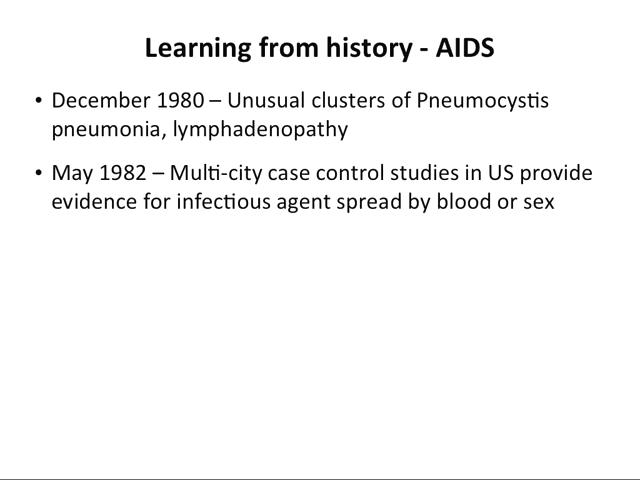 Learning from history - AIDS
• December 1980 – Unusual clusters of Pneumocystis
pneumonia, lymphadenopathy
• May 1982 – Multi-city case control studies in US provide
evidence for infectious agent spread by blood or sex